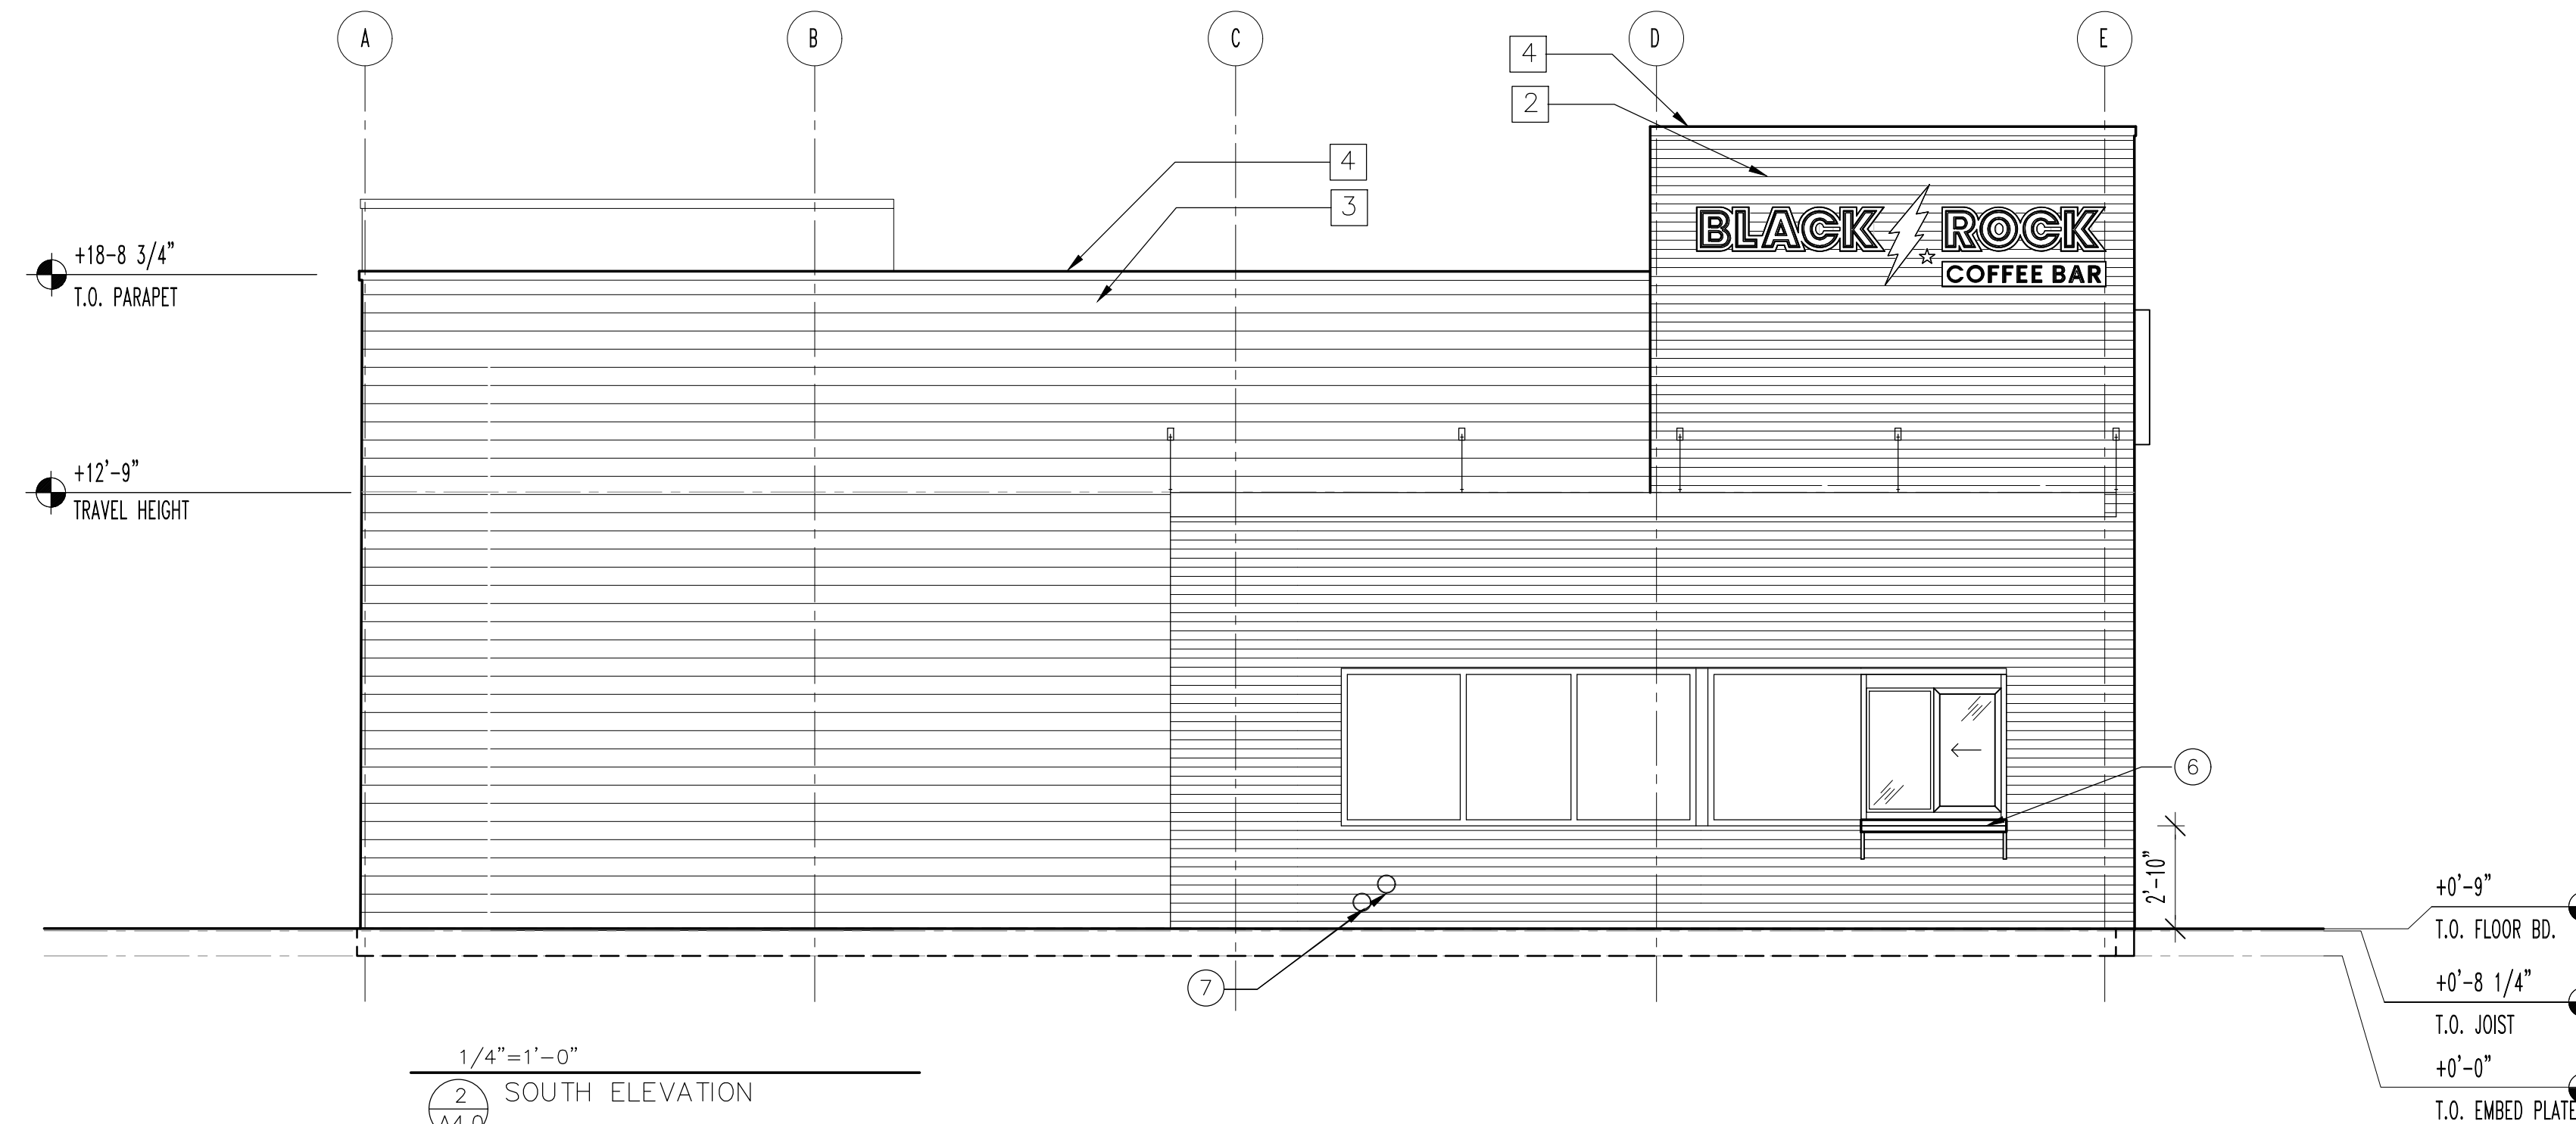 A
B
C
D
E
4
2
4
3
BLACK ROCK
COFFEE BAR
+18-8 3/4"
T.O. PARAPET
+12'-9"
TRAVEL HEIGHT
6
2'-10"
7
+0'-9"
T.O. FLOOR BD.
+0'-8 1/4"
T.O. JOIST
+0'-0"
T.O. EMBED PLATE
1/4"=1'-0"
2
SOUTH ELEVATION
A4.0